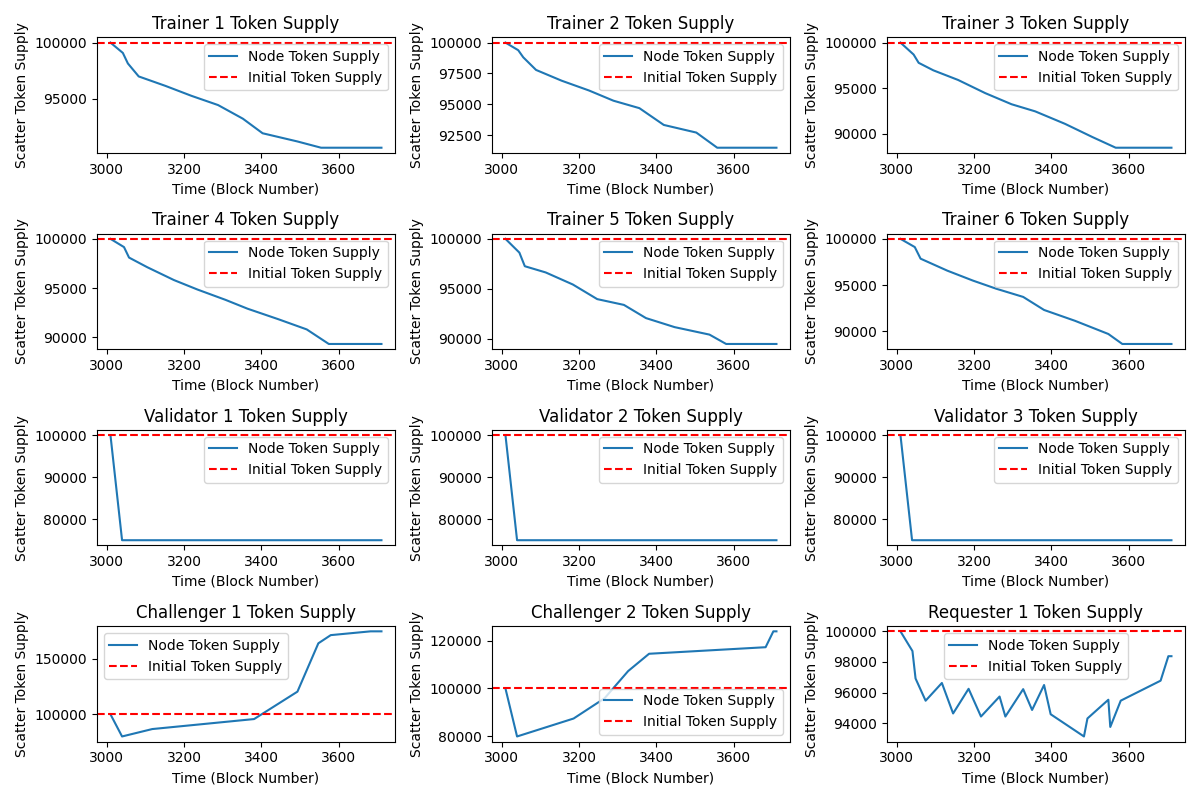 Trainer 1 Token Supply
Scatter Token Supply
100000
95000
Node Token Supply
Initial Token Supply
3000 3200 3400 3600
Time (Block Number)
Trainer 2 Token Supply
Scatter Token Supply
100000
97500
95000
92500
Node Token Supply
Initial Token Supply
3000 3200 3400 3600
Time (Block Number)
Trainer 3 Token Supply
Scatter Token Supply
100000
95000
90000
Node Token Supply
Initial Token Supply
3000 3200 3400 3600
Time (Block Number)
Trainer 4 Token Supply
Scatter Token Supply
100000
95000
90000
Node Token Supply
Initial Token Supply
3000 3200 3400 3600
Time (Block Number)
Trainer 5 Token Supply
Scatter Token Supply
100000
95000
90000
Node Token Supply
Initial Token Supply
3000 3200 3400 3600
Time (Block Number)
Trainer 6 Token Supply
Scatter Token Supply
100000
95000
90000
Node Token Supply
Initial Token Supply
3000 3200 3400 3600
Time (Block Number)
Validator 1 Token Supply
Scatter Token Supply
100000
90000
80000
Node Token Supply
Initial Token Supply
3000 3200 3400 3600
Time (Block Number)
Validator 2 Token Supply
Scatter Token Supply
100000
90000
80000
Node Token Supply
Initial Token Supply
3000 3200 3400 3600
Time (Block Number)
Validator 3 Token Supply
Scatter Token Supply
100000
90000
80000
Node Token Supply
Initial Token Supply
3000 3200 3400 3600
Time (Block Number)
Challenger 1 Token Supply
Scatter Token Supply
150000
100000
Node Token Supply
Initial Token Supply
3000 3200 3400 3600
Time (Block Number)
Challenger 2 Token Supply
Scatter Token Supply
120000
100000
80000
Node Token Supply
Initial Token Supply
3000 3200 3400 3600
Time (Block Number)
Requester 1 Token Supply
Scatter Token Supply
100000
98000
96000
94000
Node Token Supply
Initial Token Supply
3000 3200 3400 3600
Time (Block Number)